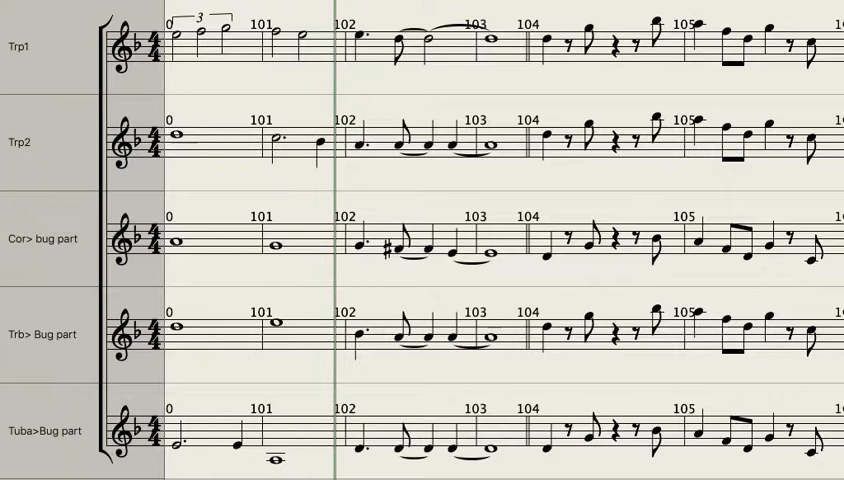 3
0 101 102 103 104 105
Trp1
0 101 102 103 104 105
Trp2
0 101 102 103 104 105
Cor> bug part
0 101 102 103 104 105
Trb> Bug part
0 101 102 103 104 105
Tuba>Bug part